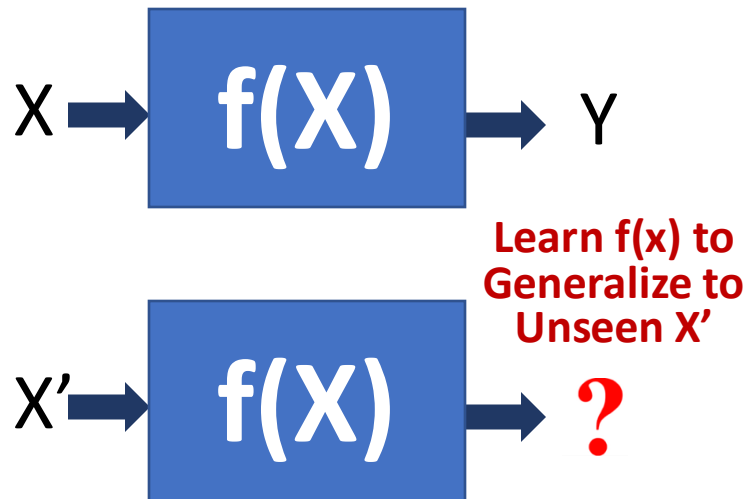 X f(X) Y
Learn f(x) to
Generalize to
Unseen X’
X’ f(X) ?